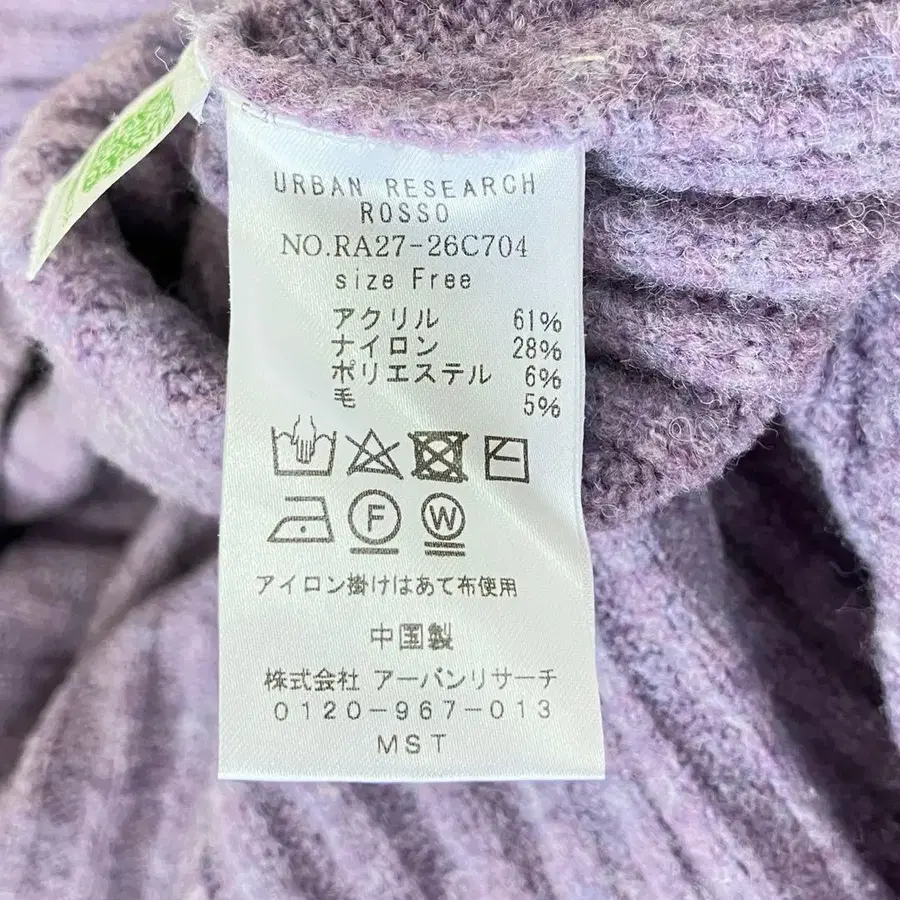 URBAN RESEARCH
ROSSO
NO.RA27-26C704
size Free
アクリル 61%
ナイロン 28%
ポリエステル 6%
毛 5%
F W
アイロン掛けはあて布使用
中国製
株式会社 アーバンリサーチ
0120-967-013
MST